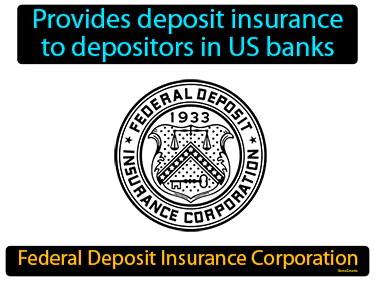 Provides deposit insurance
to depositors in US banks
FEDERAL DEPOSIT
1933
INSURANCE CORPORATION
Federal Deposit Insurance Corporation